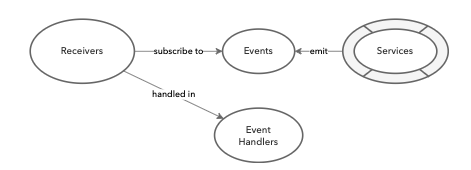 Receivers
subscribe to
Events
emit
Services
handled in
Event
Handlers